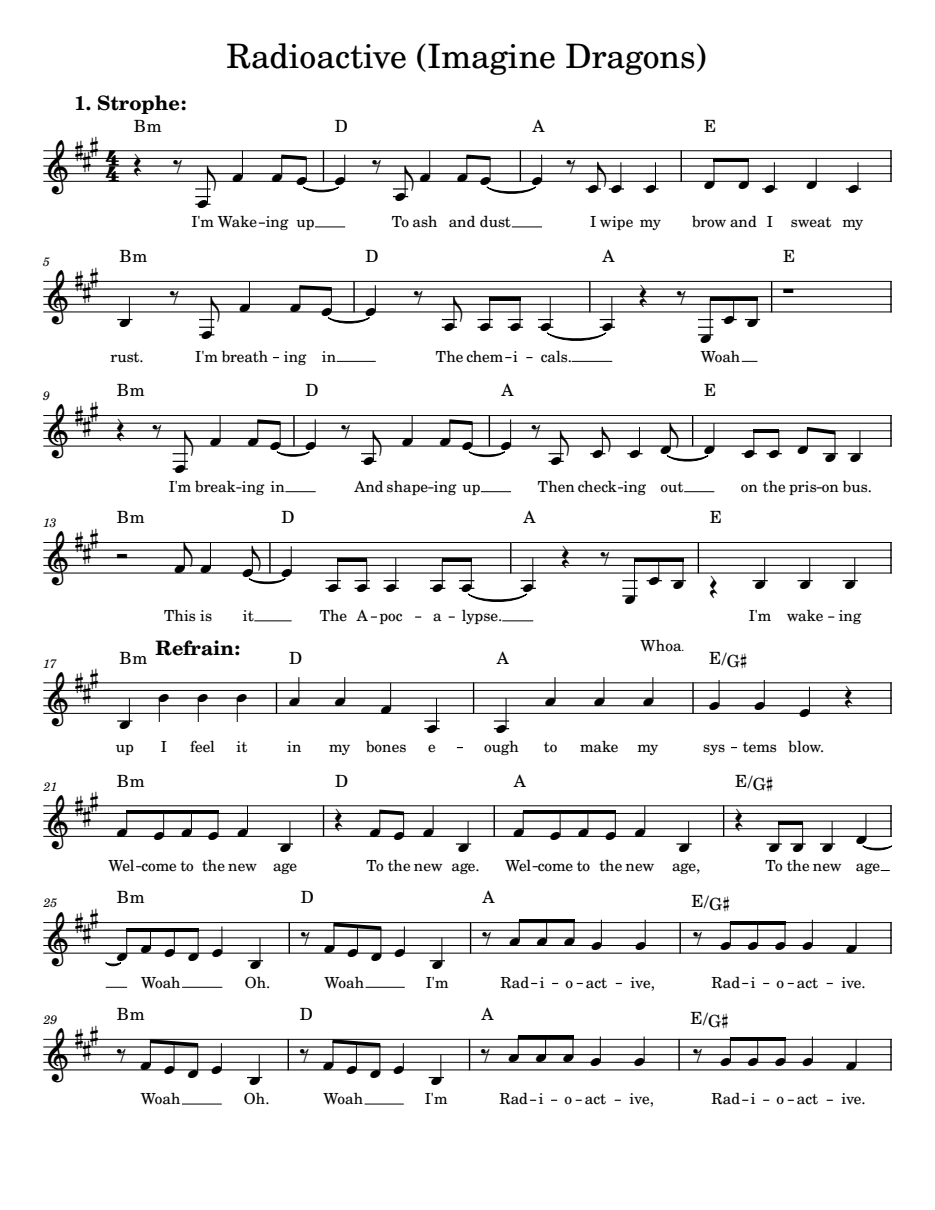 Radioactive (Imagine Dragons)
1. Strophe:
Bm D A E
4
4
I'm Wake-ing up To ash and dust I wipe my brow and I sweat my
5
Bm D A E
rust. I'm breath - ing in The chem - i - cals. Woah
9
Bm D A E
I'm break-ing in And shape-ing up Then check-ing out on the pris-on bus.
13
Bm D A E
This is it The A-poc - a - lypse. I'm wake - ing
17
Bm Refrain: D A Whoa. E/G♯
up I feel it in my bones e - ough to make my sys - tems blow.
21
Bm D A E/G♯
Wel-come to the new age To the new age. Wel-come to the new age, To the new age
25
Bm D A E/G♯
Woah Oh. Woah I'm Rad - i - o - act - ive, Rad - i - o - act - ive.
29
Bm D A E/G♯
Woah Oh. Woah I'm Rad - i - o - act - ive, Rad - i - o - act - ive.